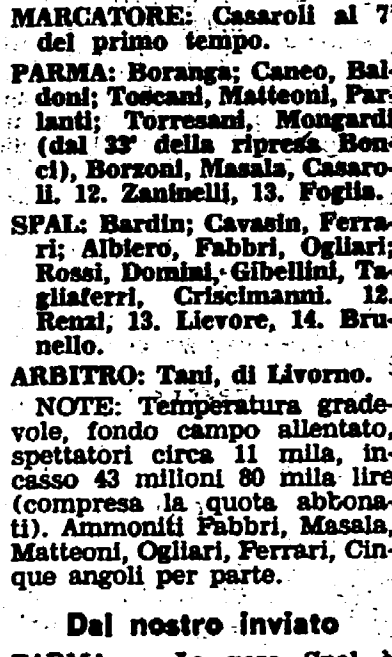 MARCATORE: Casaroli al 7'
del primo tempo.
PARMA: Boranga; Caneo, Bal-
doni; Toscani, Matteoni, Par-
lanti; Torresani, Mongardi
(dal 33' della ripresa Bon-
ci), Borzoni, Masala, Casaro-
li. 12. Zaninelli, 13. Foglia.
SPAL: Bardin; Cavasin, Ferra-
ri; Albiero, Fabbri, Ogliari;
Rossi, Domini, Gibellini, Ta-
gliaferri, Criscimanni. 12.
Renzi, 13. Lievore, 14. Bru-
nello.
ARBITRO: Tani, di Livorno.
NOTE: Temperatura grade-
vole, fondo campo allentato,
spettatori circa 11 mila, in-
casso 43 milioni 80 mila lire
(compresa la quota abbona-
ti). Ammoniti Fabbri, Masala,
Matteoni, Ogliari, Ferrari, Cin-
que angoli per parte.
Dal nostro inviato